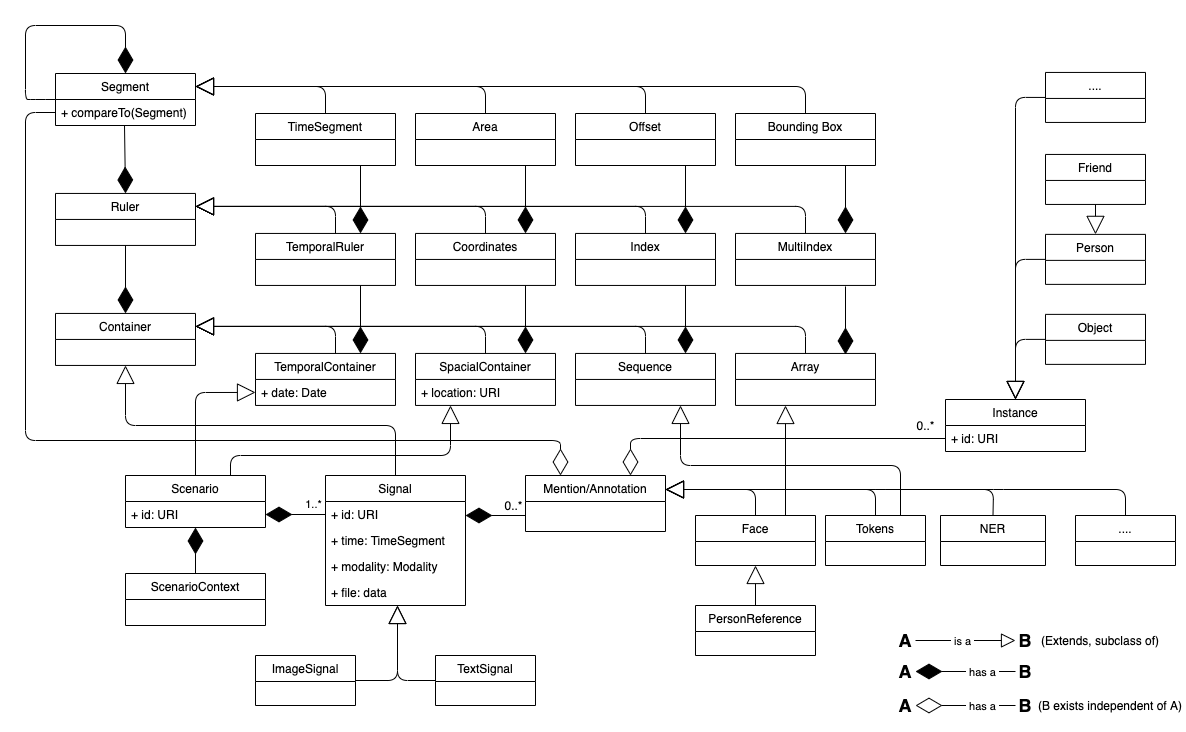 Segment
+ compareTo(Segment)
TimeSegment
Area
Offset
Bounding Box
....
Friend
Ruler
TemporalRuler
Coordinates
Index
MultiIndex
Person
Container
Object
TemporalContainer
+ date: Date
SpacialContainer
+ location: URI
Sequence
Array
Instance
+ id: URI
0..*
Scenario
+ id: URI
1..*
Signal
+ id: URI
+ time: TimeSegment
+ modality: Modality
+ file: data
0..*
Mention/Annotation
Face
Tokens
NER
....
ScenarioContext
PersonReference
ImageSignal
TextSignal
A is a B (Extends, subclass of)
A has a B
A has a B (B exists independent of A)